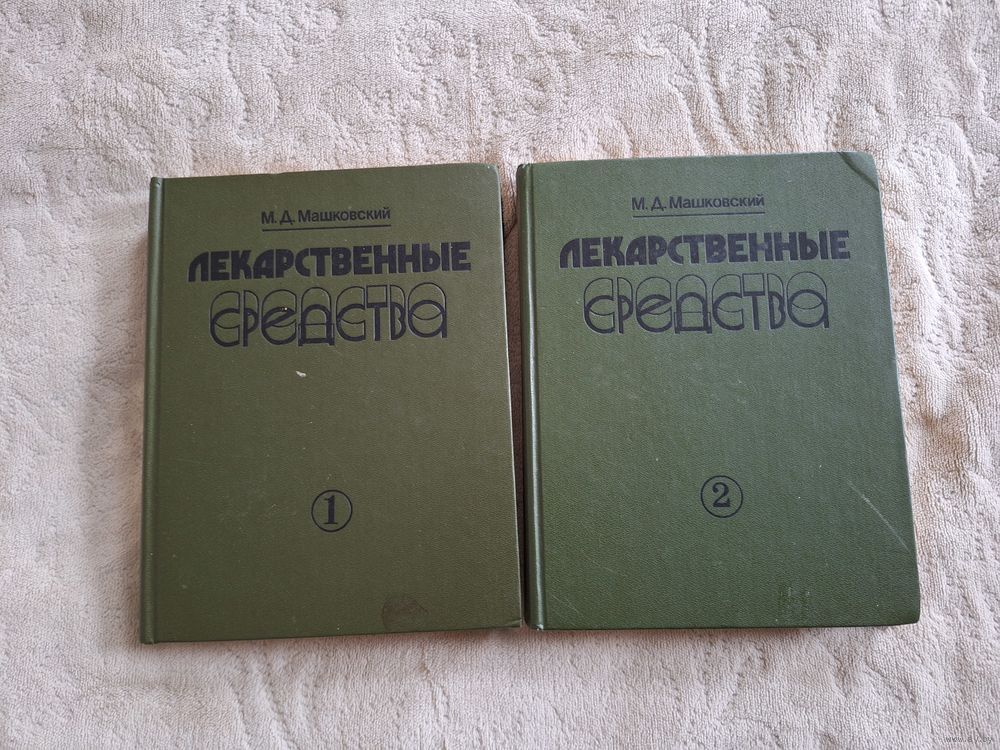 М. Д. Машковский
ЛЕКАРСТВЕННЫЕ
СРЕДСТВА
1
М. Д. Машковский
ЛЕКАРСТВЕННЫЕ
СРЕДСТВА
2